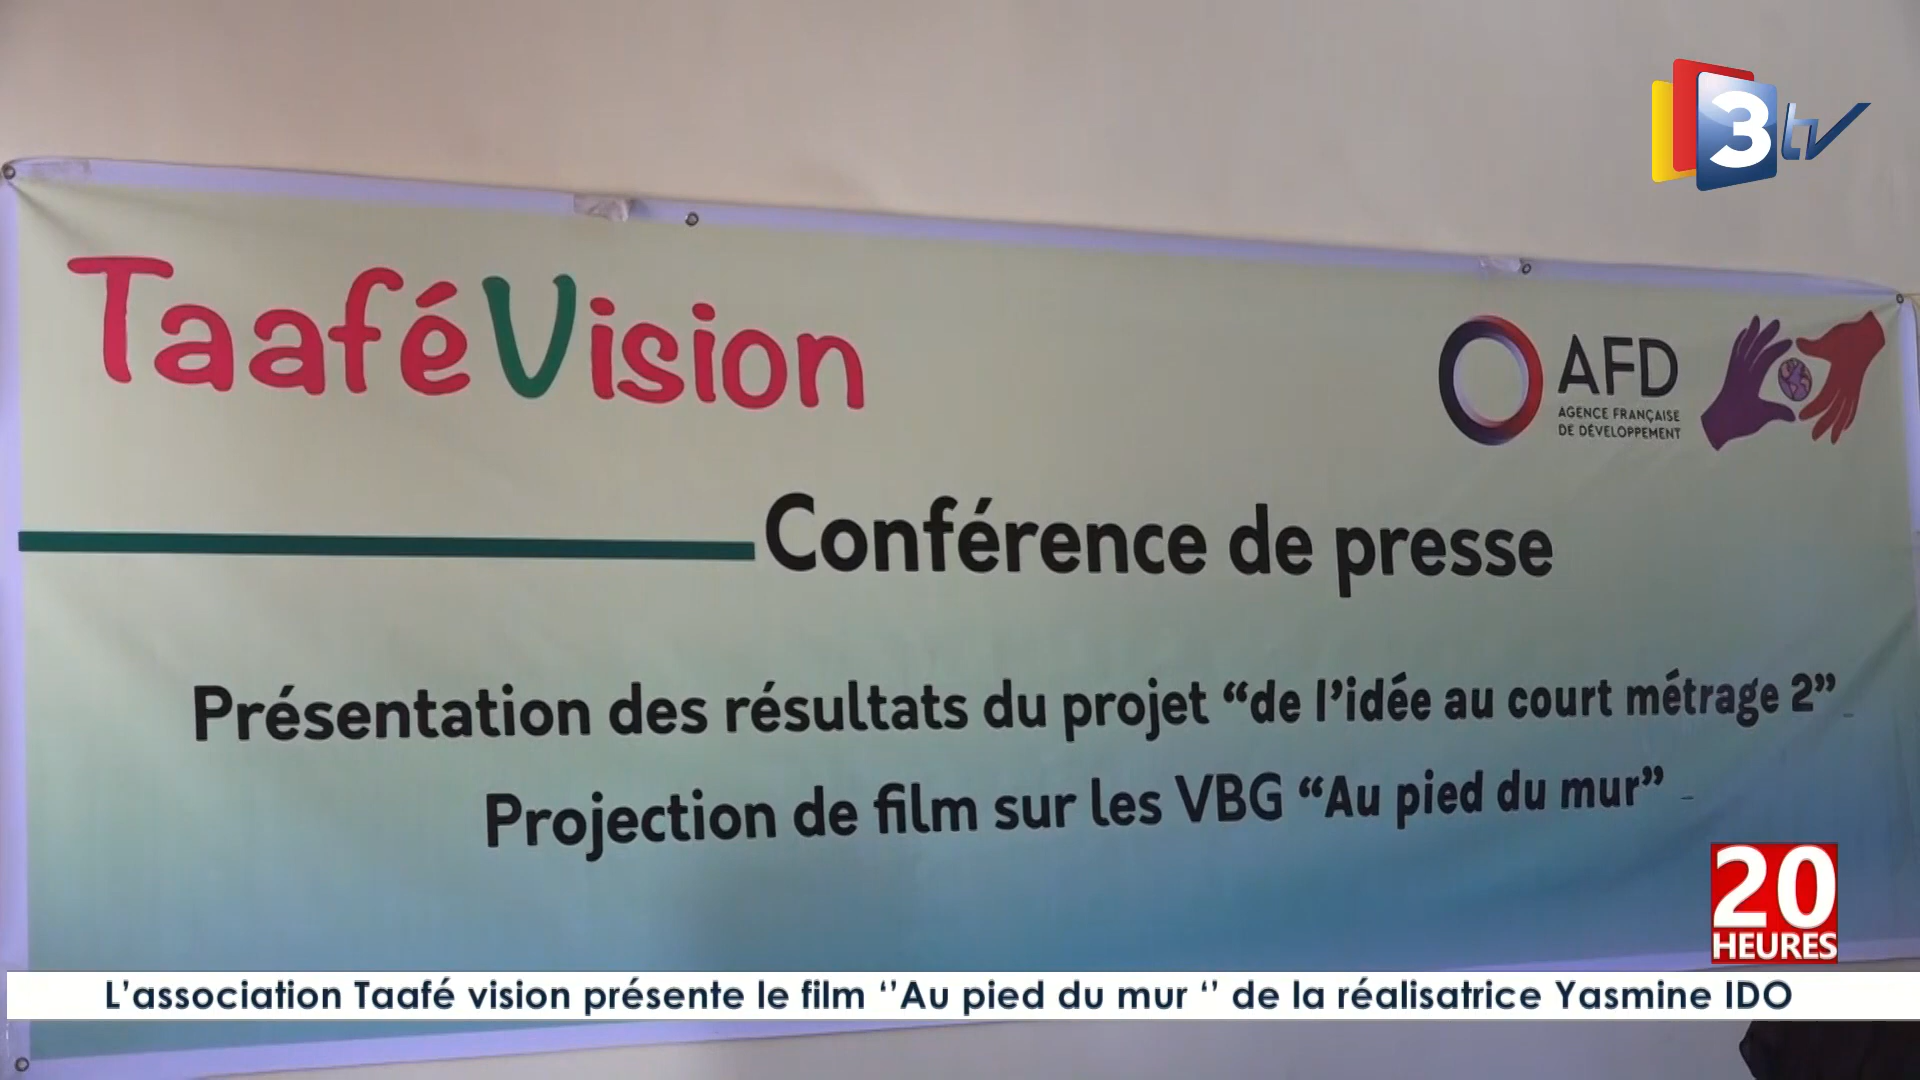 3tv
TaaféVision
AFD
AGENCE FRANÇAISE
DE DÉVELOPPEMENT
Conférence de presse
Présentation des résultats du projet “de l’idée au court métrage 2”
Projection de film sur les VBG “Au pied du mur”
20
HEURES
L’association Taafé vision présente le film ‘’Au pied du mur ‘’ de la réalisatrice Yasmine IDO